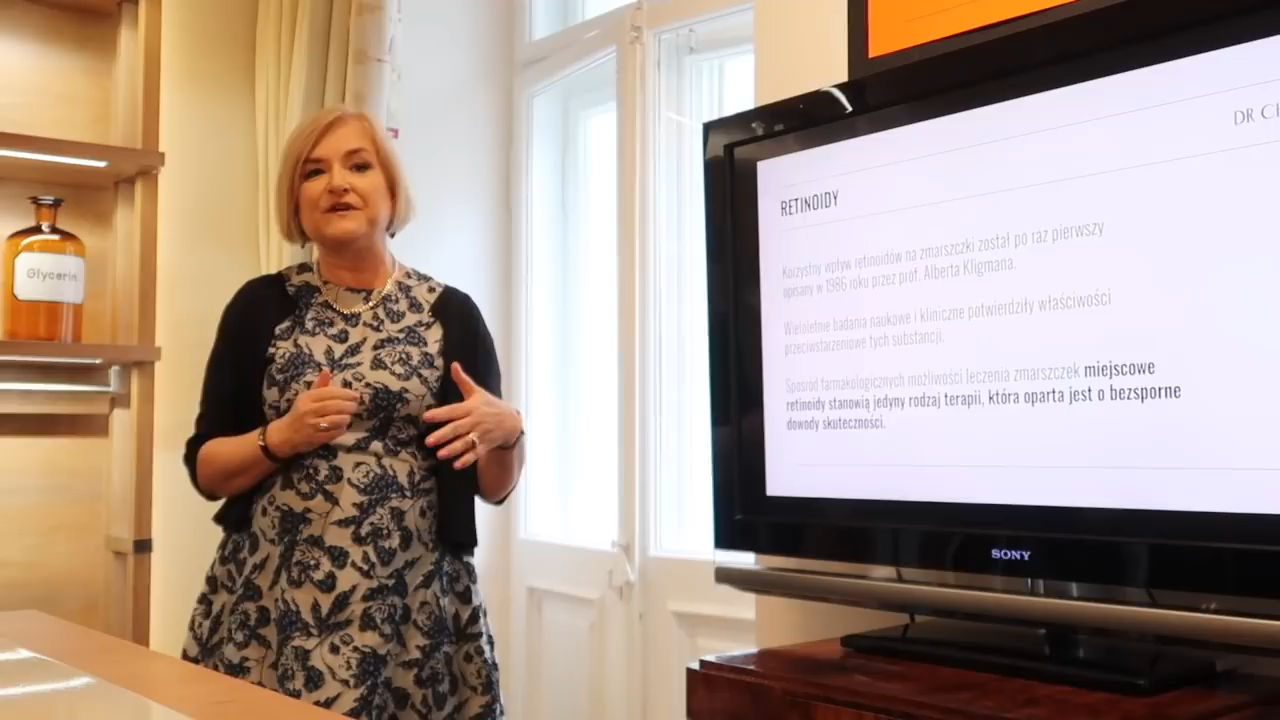 Glycerin
DR C
RETINOIDY
Korzystny wpływ retinoidów na zmarszczki został po raz pierwszy
opisany w 1986 roku przez prof. Alberta Kligmana.
Wieloletnie badania naukowe i kliniczne potwierdziły właściwości
przeciwstarzeniowe tych substancji.
Spośród farmakologicznych możliwości leczenia zmarszczek miejscowe
retinoidy stanowią jedyny rodzaj terapii, która oparta jest o bezsporne
dowody skuteczności.
SONY